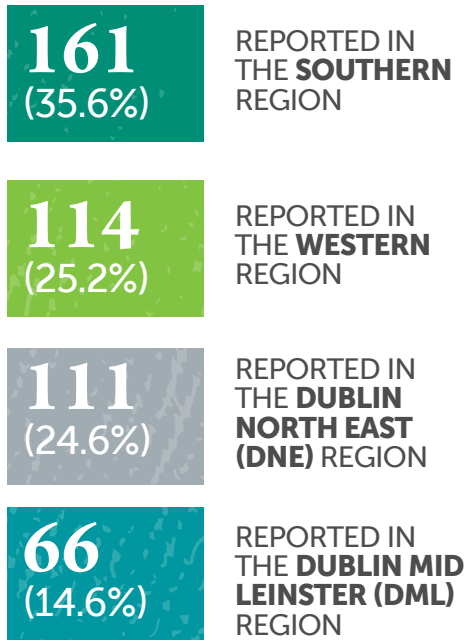 161
(35.6%)
REPORTED IN
THE SOUTHERN
REGION
114
(25.2%)
REPORTED IN
THE WESTERN
REGION
111
(24.6%)
REPORTED IN
THE DUBLIN
NORTH EAST
(DNE) REGION
66
(14.6%)
REPORTED IN
THE DUBLIN MID
LEINSTER (DML)
REGION